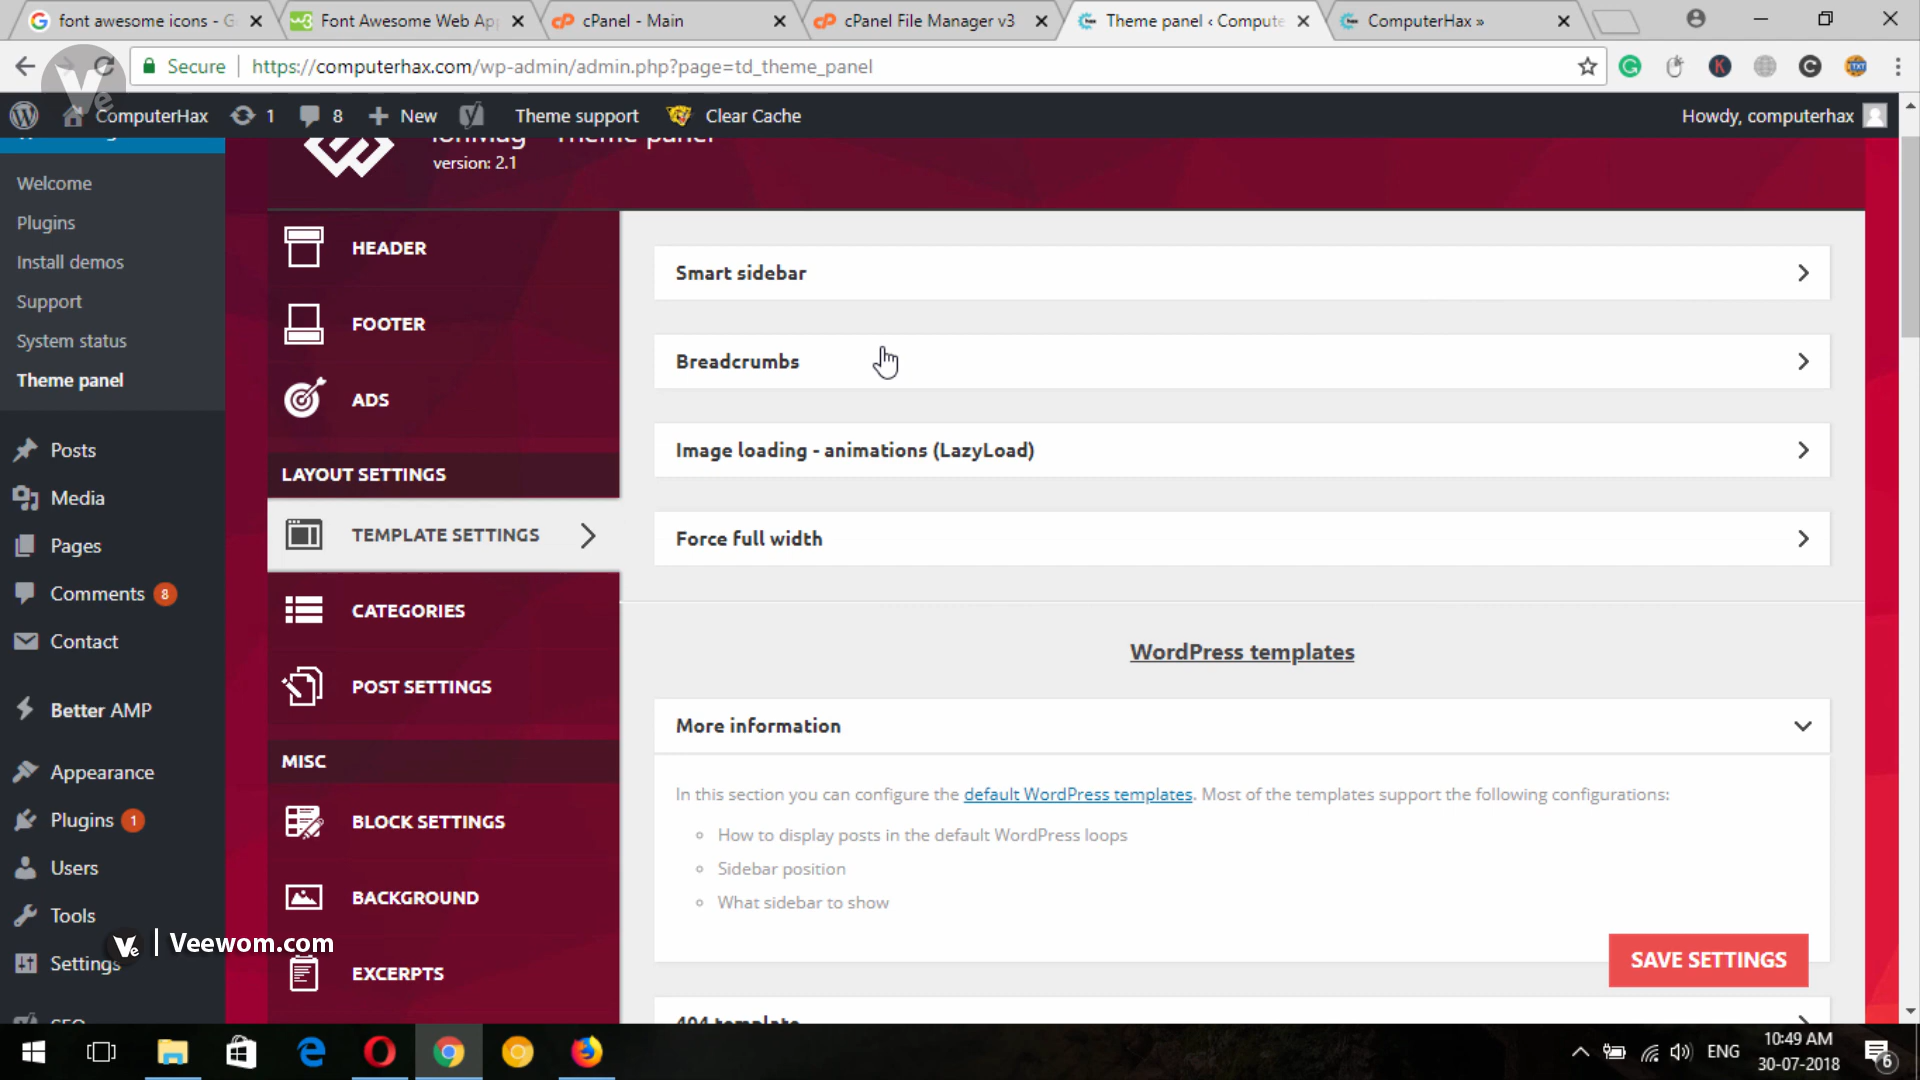 font awesome icons - G
Font Awesome Web App
cPanel - Main
cPanel File Manager v3
Theme panel ‹ Compute
ComputerHax »
Secure
https://computerhax.com/wp-admin/admin.php?page=td_theme_panel
ComputerHax
1
8
New
Theme support
Clear Cache
Howdy, computerhax
version: 2.1
Welcome
Plugins
Install demos
Support
System status
Theme panel
Posts
Media
Pages
Comments 8
Contact
Better AMP
Appearance
Plugins 1
Users
Tools
Settings
HEADER
FOOTER
ADS
LAYOUT SETTINGS
TEMPLATE SETTINGS
CATEGORIES
POST SETTINGS
MISC
BLOCK SETTINGS
BACKGROUND
EXCERPTS
Smart sidebar
Breadcrumbs
Image loading - animations (LazyLoad)
Force full width
WordPress templates
More information
In this section you can configure the default WordPress templates. Most of the templates support the following configurations:
How to display posts in the default WordPress loops
Sidebar position
What sidebar to show
SAVE SETTINGS
404 template
Ve | Veewom.com
ENG
10:49 AM
30-07-2018
6